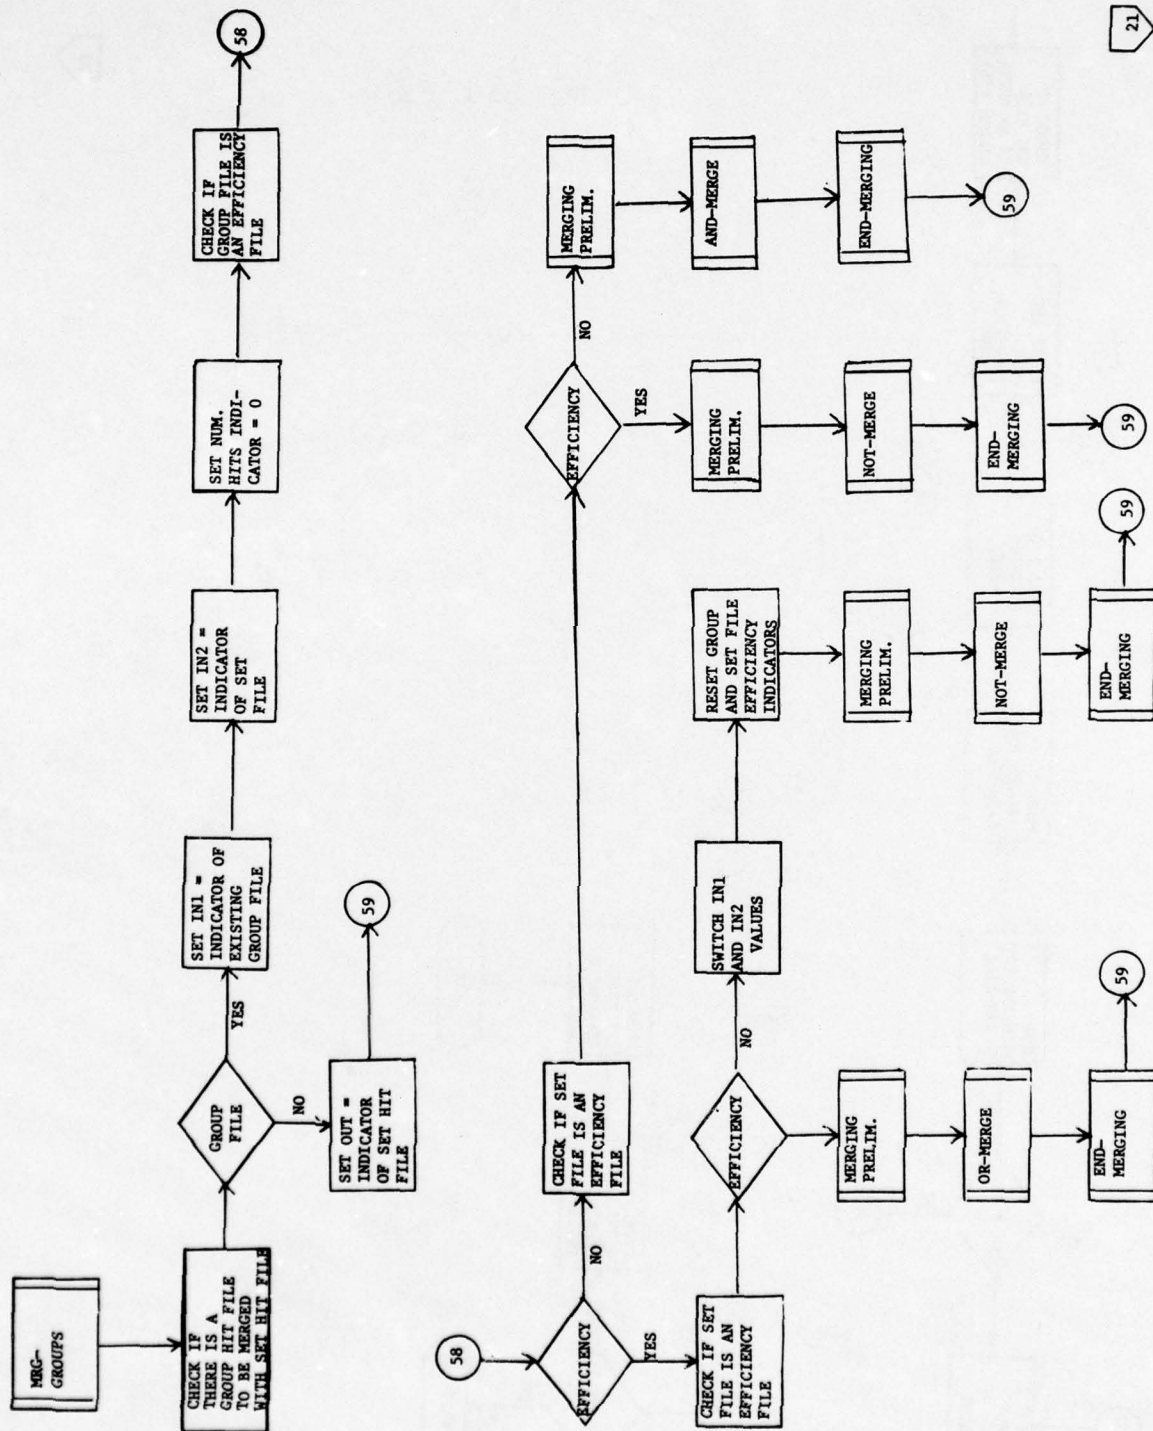 MRG-
GROUPS
CHECK IF
THERE IS A
GROUP HIT FILE
TO BE MERGED
WITH SET HIT FILE
GROUP
FILE
YES
NO
SET OUT =
INDICATOR
OF SET HIT
FILE
59
SET IN1 =
INDICATOR OF
EXISTING
GROUP FILE
SET IN2 =
INDICATOR
OF SET
FILE
SET NUM.
HITS INDI-
CATOR = 0
CHECK IF
GROUP FILE IS
AN EFFICIENCY
FILE
58
58
EFFICIENCY
NO
YES
CHECK IF SET
FILE IS AN
EFFICIENCY
FILE
EFFICIENCY
NO
YES
MERGING
PRELIM.
AND-MERGE
END-MERGING
59
MERGING
PRELIM.
NOT-MERGE
END-
MERGING
59
CHECK IF SET
FILE IS AN
EFFICIENCY
FILE
EFFICIENCY
NO
SWITCH IN1
AND IN2
VALUES
RESET GROUP
AND SET FILE
EFFICIENCY
INDICATORS
MERGING
PRELIM.
NOT-MERGE
END-
MERGING
59
MERGING
PRELIM.
OR-MERGE
END-
MERGING
59
21